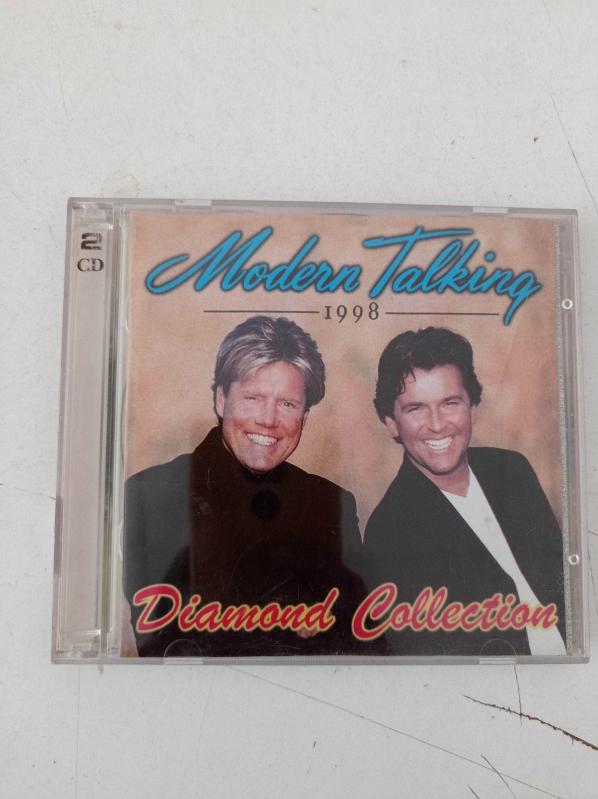 2
CD
Modern Talking
1998
Diamond Collection